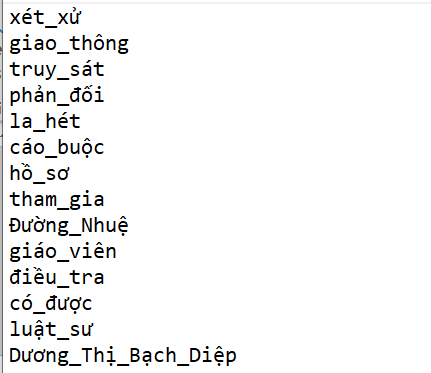 xét_xử
giao_thông
truy_sát
phản_đối
la_hét
cáo_buộc
hồ_sơ
tham_gia
Đường_Nhuệ
giáo_viên
điều_tra
có_được
luật_sư
Dương_Thị_Bạch_Diệp